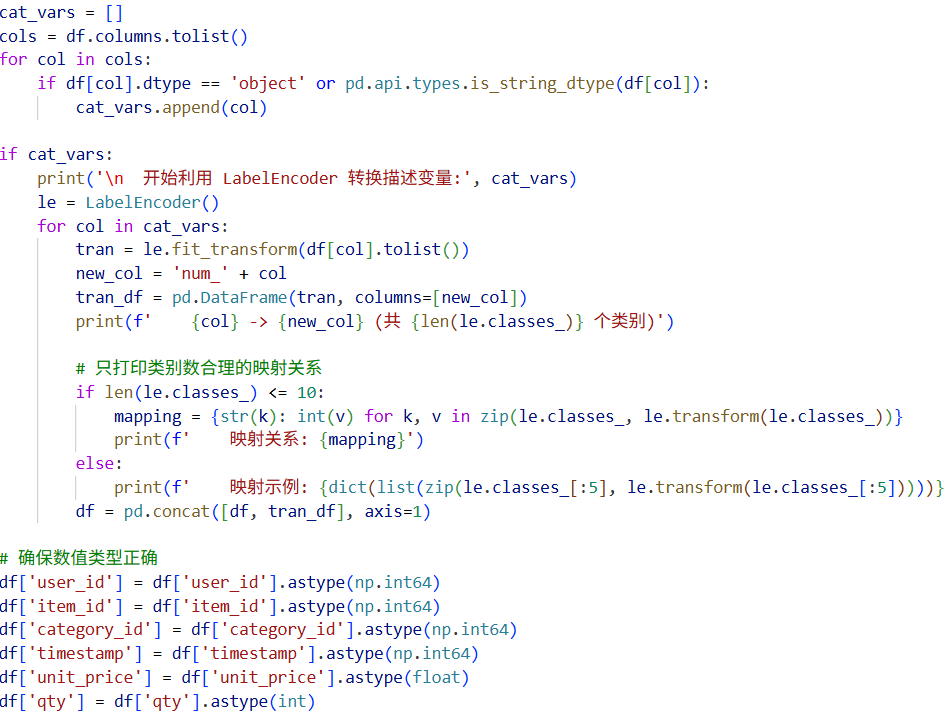 cat_vars = []
cols = df.columns.tolist()
for col in cols:
    if df[col].dtype == 'object' or pd.api.types.is_string_dtype(df[col]):
        cat_vars.append(col)

if cat_vars:
    print('\n  开始利用 LabelEncoder 转换描述变量:', cat_vars)
    le = LabelEncoder()
    for col in cat_vars:
        tran = le.fit_transform(df[col].tolist())
        new_col = 'num_' + col
        tran_df = pd.DataFrame(tran, columns=[new_col])
        print(f'    {col} -> {new_col} (共 {len(le.classes_)} 个类别)')

        # 只打印类别数合理的映射关系
        if len(le.classes_) <= 10:
            mapping = {str(k): int(v) for k, v in zip(le.classes_, le.transform(le.classes_))}
            print(f'    映射关系: {mapping}')
        else:
            print(f'    映射示例: {dict(list(zip(le.classes_[:5], le.transform(le.classes_[:5]))))}
        df = pd.concat([df, tran_df], axis=1)

# 确保数值类型正确
df['user_id'] = df['user_id'].astype(np.int64)
df['item_id'] = df['item_id'].astype(np.int64)
df['category_id'] = df['category_id'].astype(np.int64)
df['timestamp'] = df['timestamp'].astype(np.int64)
df['unit_price'] = df['unit_price'].astype(float)
df['qty'] = df['qty'].astype(int)